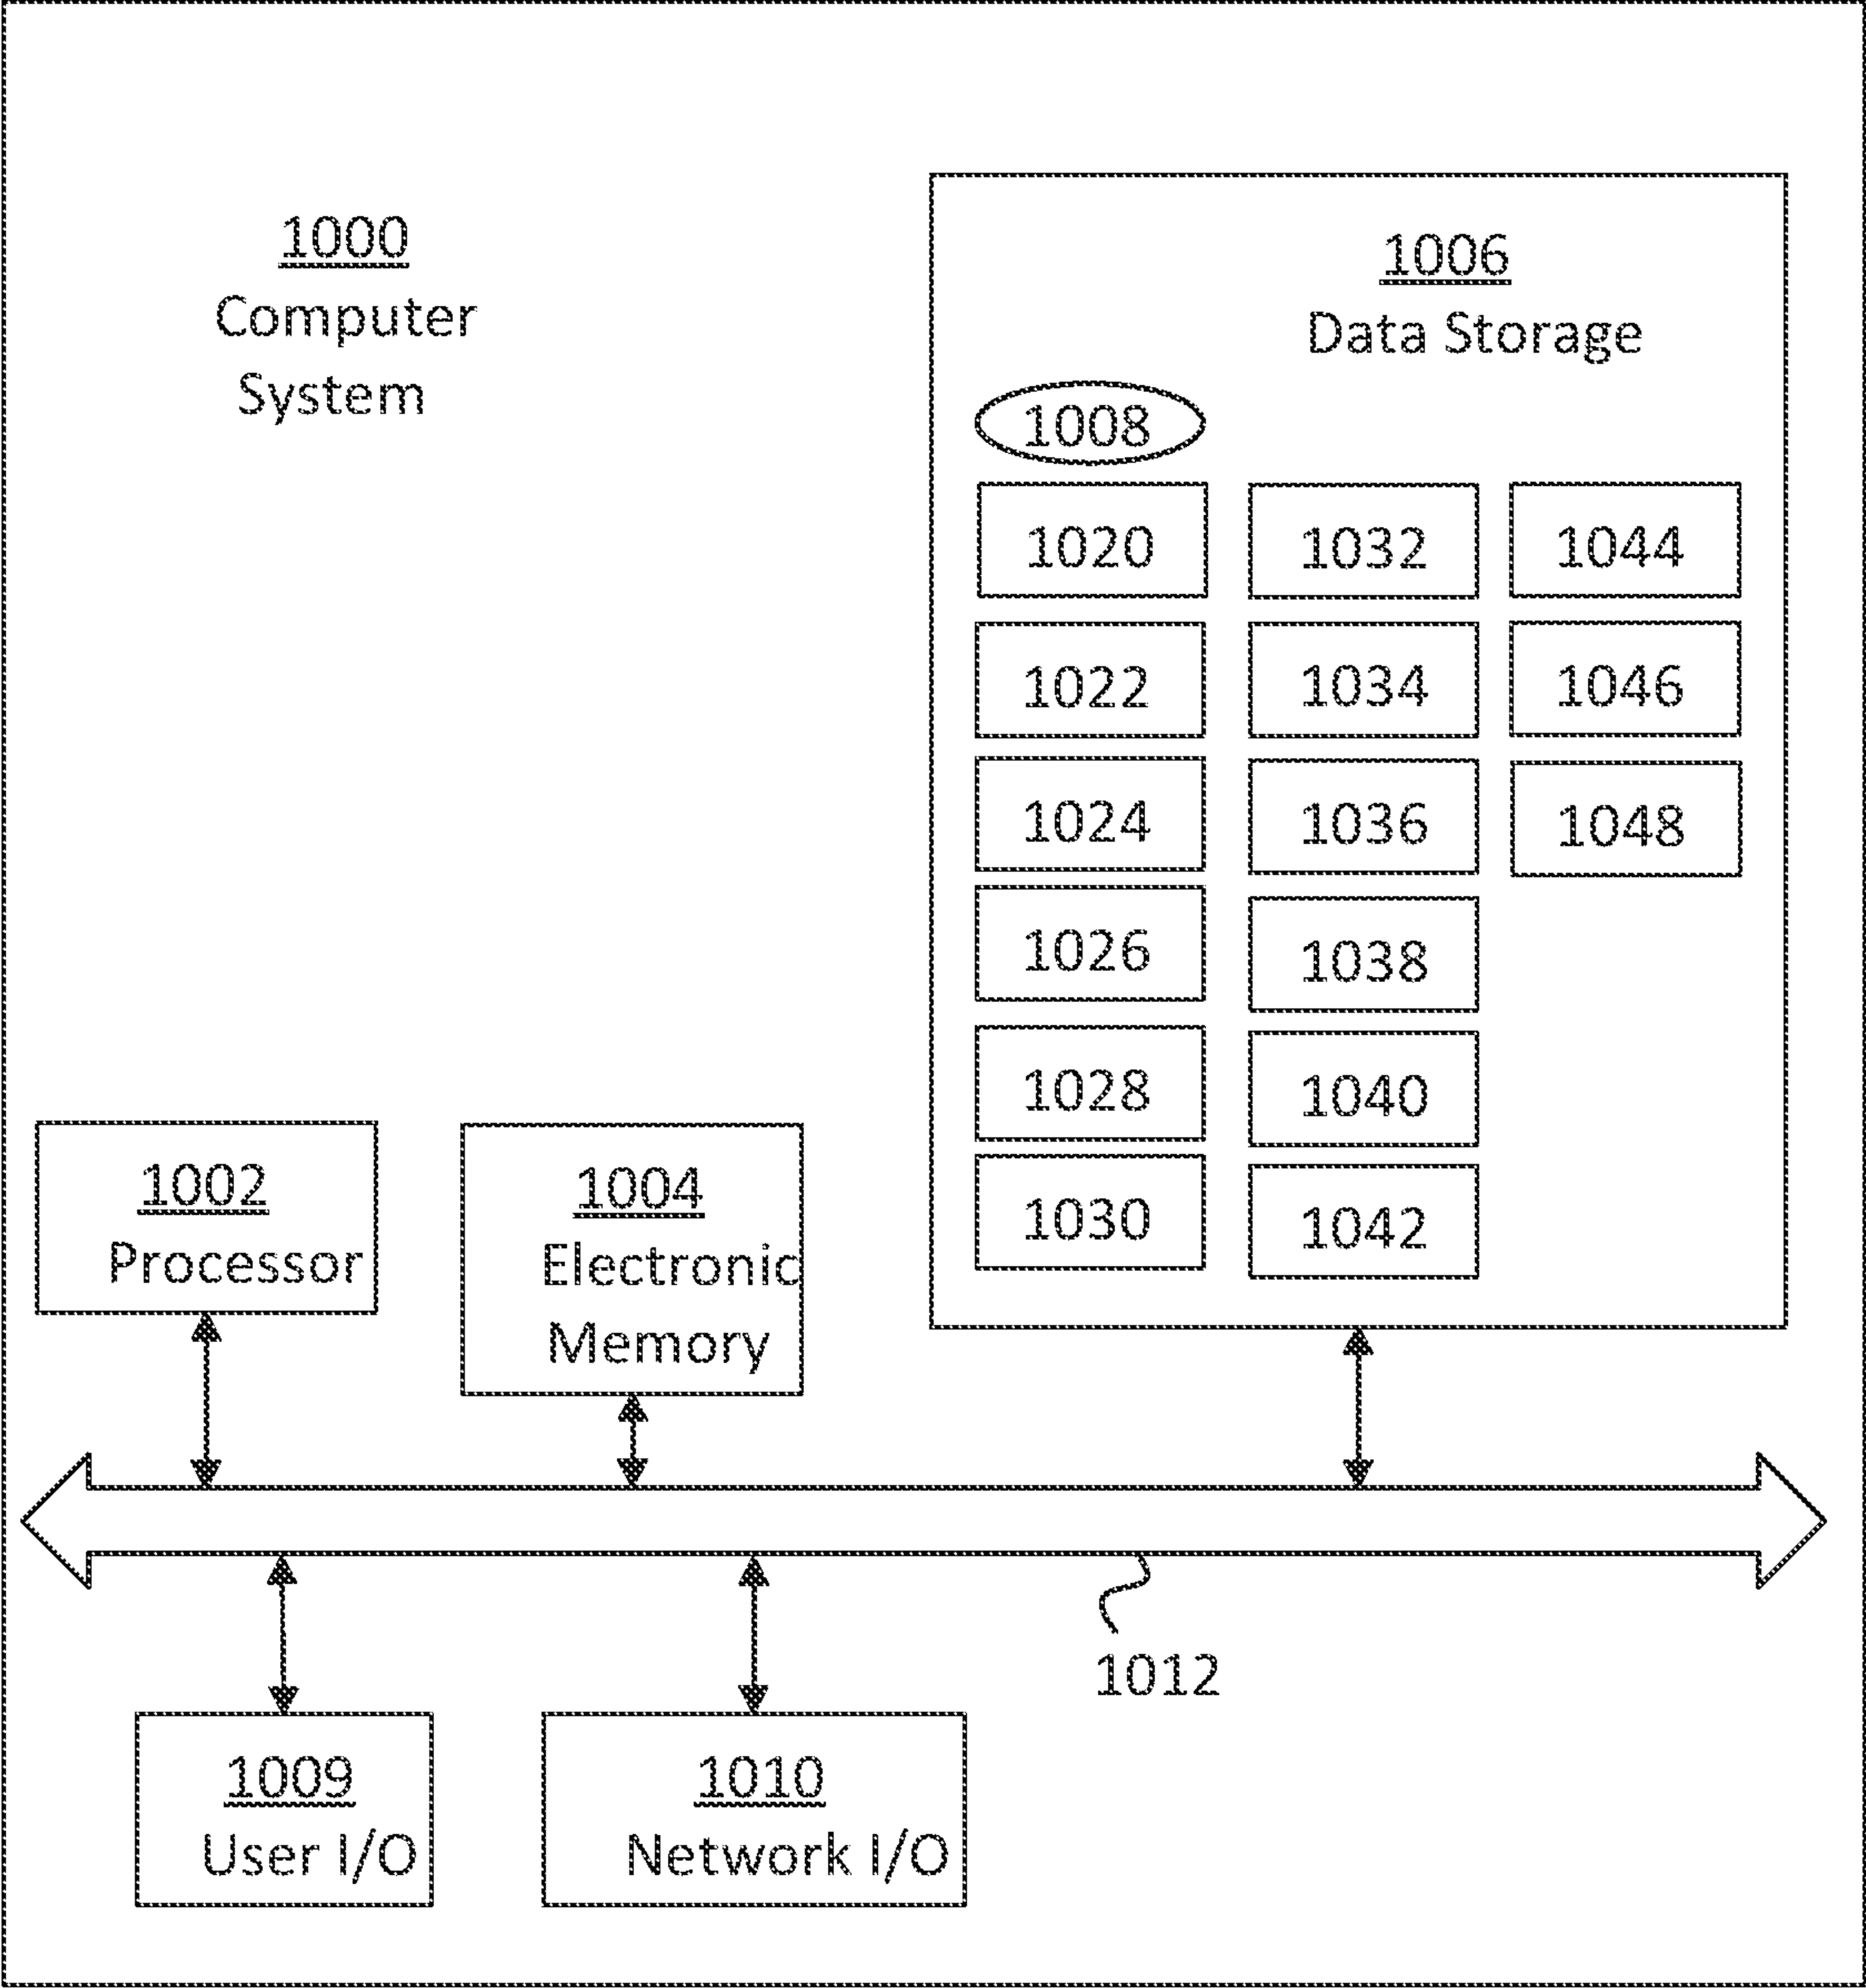 1000
Computer
System
1006
Data Storage
1008
1020 1032 1044
1022 1034 1046
1024 1036 1048
1026 1038
1028 1040
1030 1042
1002
Processor
1004
Electronic
Memory
1012
1009
User I/O
1010
Network I/O